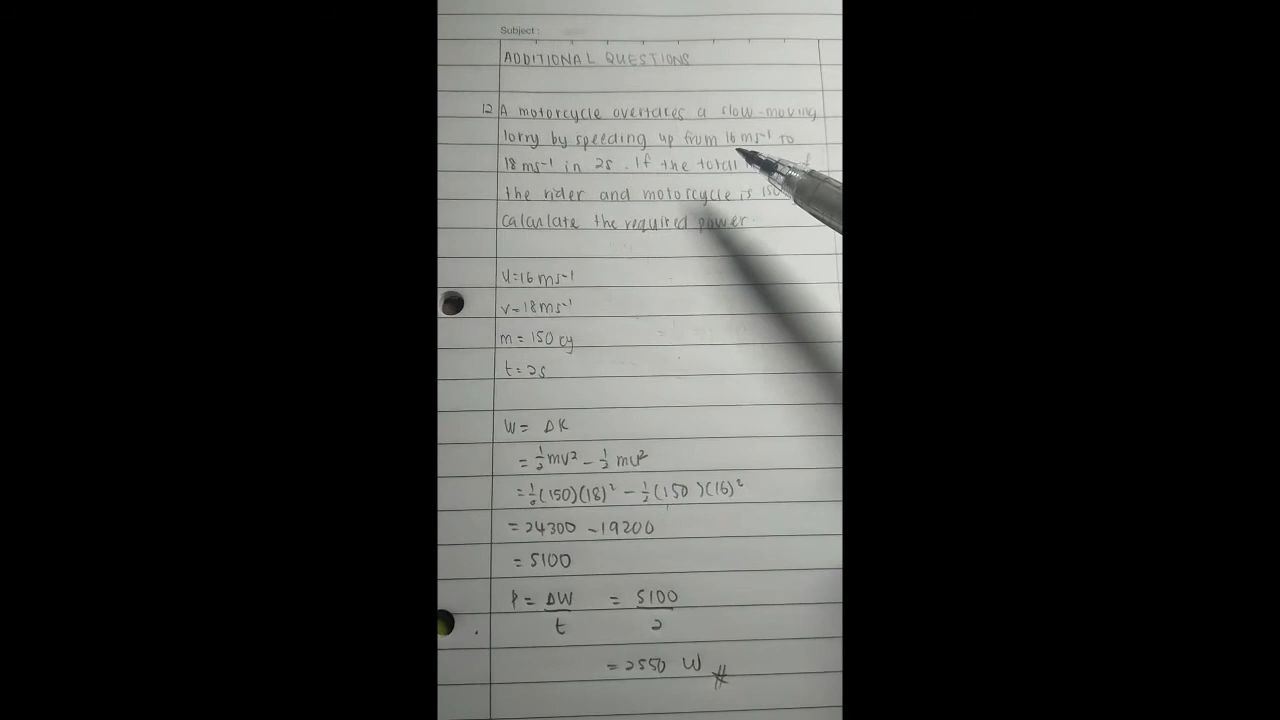 Subject :
ADDITIONAL QUESTIONS
12 A motorcycle overtakes a slow-moving
lorry by speeding up from 16 ms⁻¹ to
18 ms⁻¹ in 2s. If the total
the rider and motorcycle is 150
calculate the required power.
u=16 ms⁻¹
v=18 ms⁻¹
m = 150 kg
t = 2s
W = ΔK
= ½mv² - ½mu²
= ½(150)(18)² - ½(150)(16)²
= 24300 - 19200
= 5100
P = ΔW/t = 5100/2
= 2550 W #